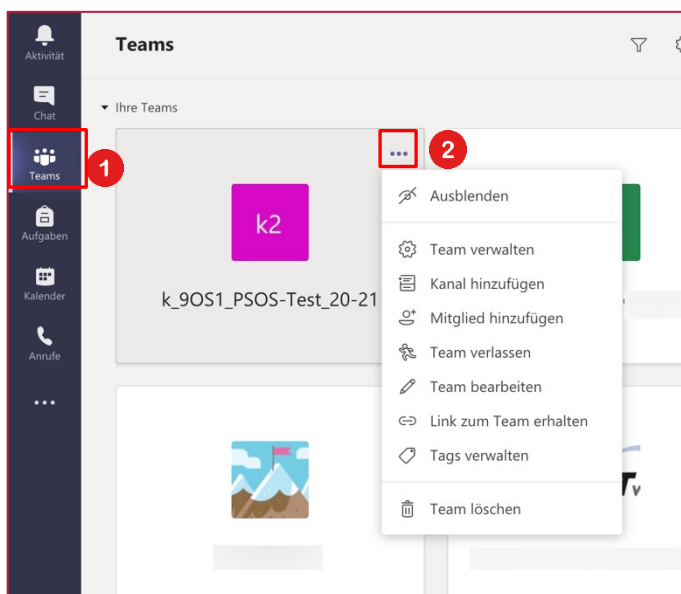 Aktivität
Chat
Teams
Aufgaben
Kalender
Anrufe
Teams
Ihre Teams
1
2
k2
k_9OS1_PSOS-Test_20-21
Ausblenden
Team verwalten
Kanal hinzufügen
Mitglied hinzufügen
Team verlassen
Team bearbeiten
Link zum Team erhalten
Tags verwalten
Team löschen